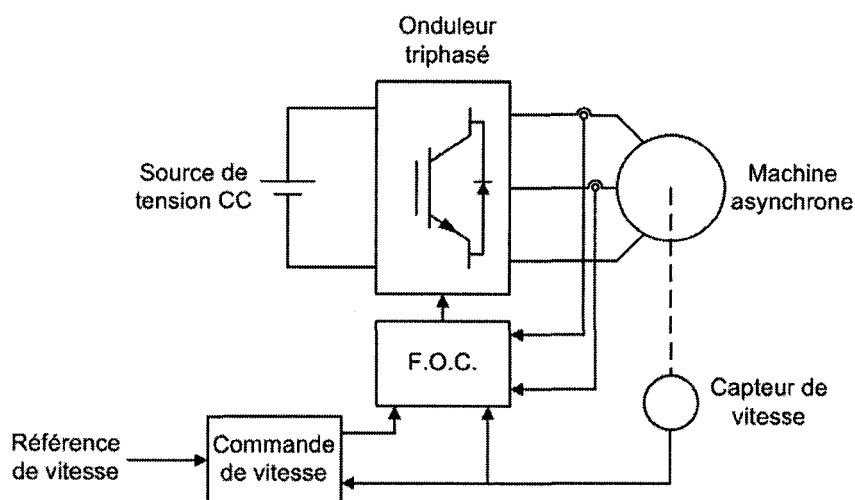 Onduleur
triphasé
Source de
tension CC
Machine
asynchrone
F.O.C.
Capteur de
vitesse
Référence
de vitesse
Commande
de vitesse